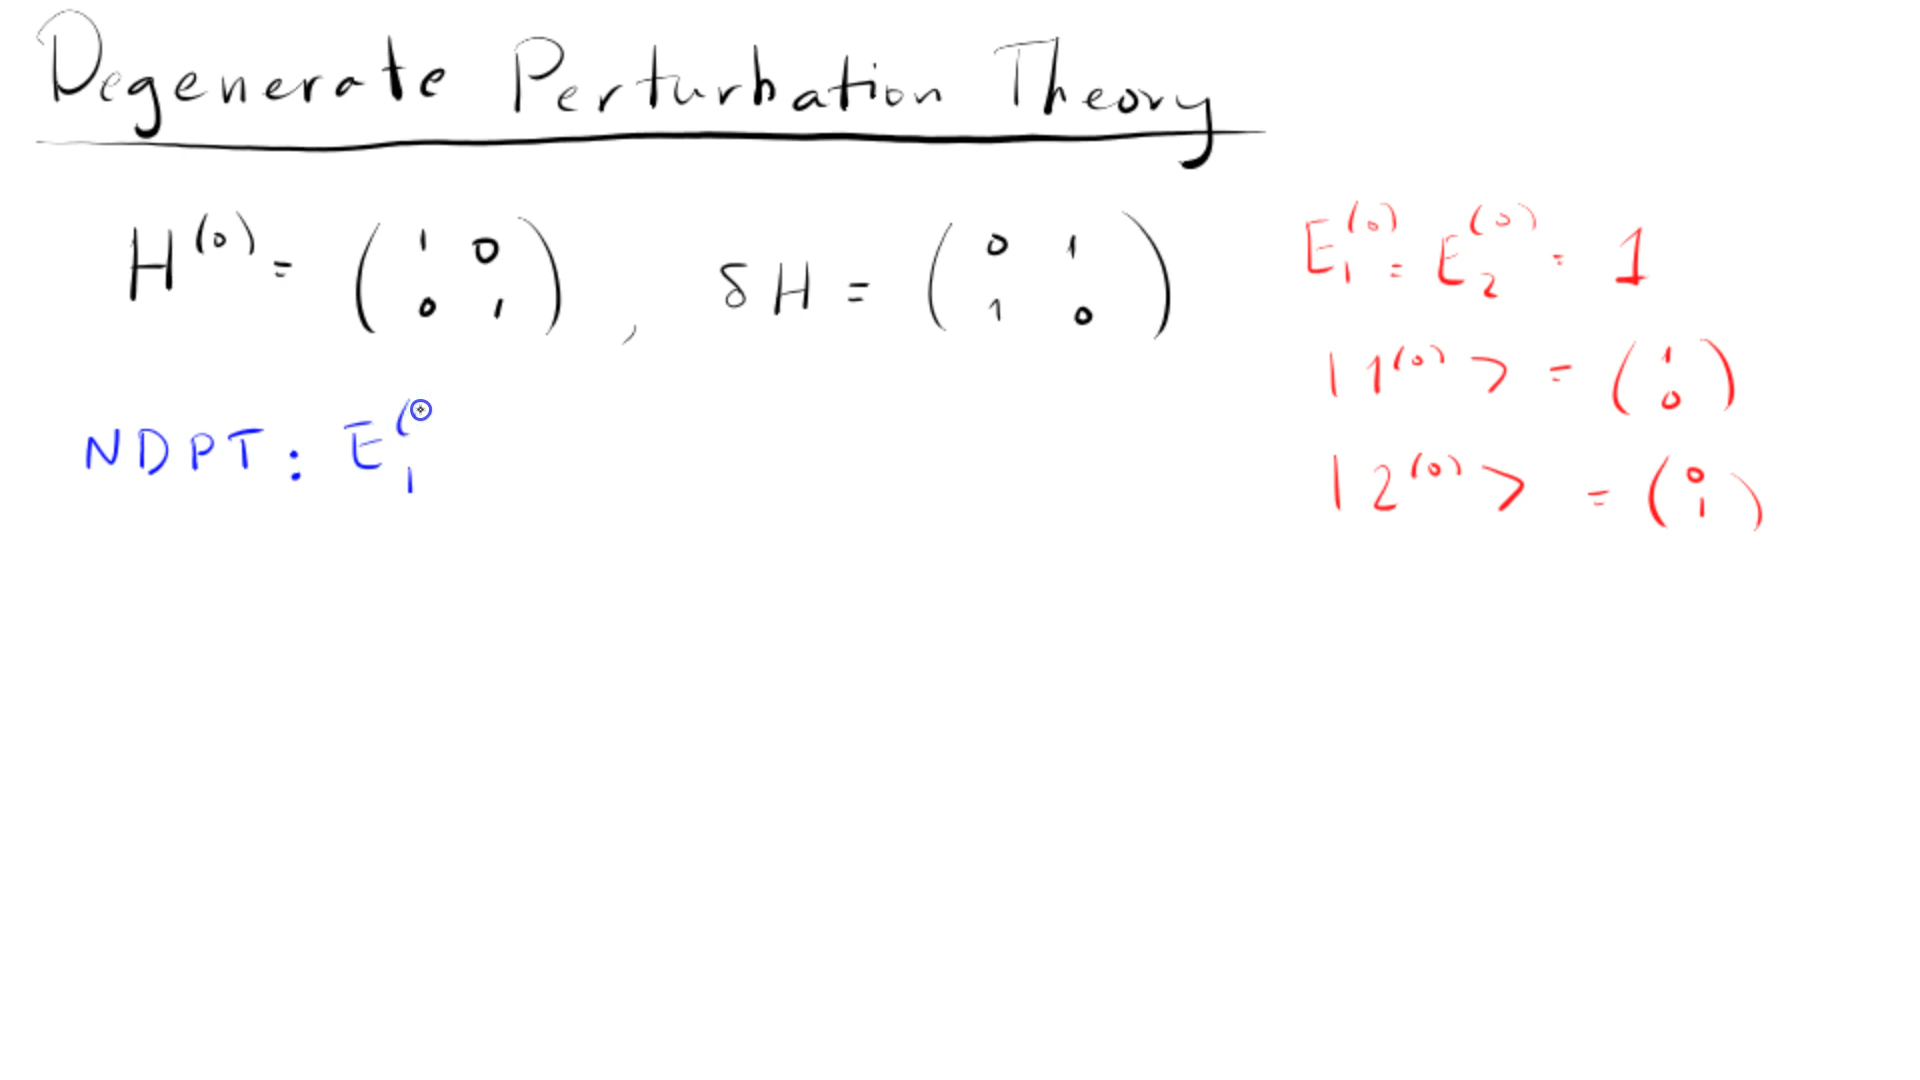 Degenerate Perturbation Theory
H^(0) = ( 1 0 ; 0 1 ) , δH = ( 0 1 ; 1 0 )
E_1^(0) = E_2^(0) = 1
|1^(0)> = ( 1 ; 0 )
|2^(0)> = ( 0 ; 1 )
NDPT: E_1^(0